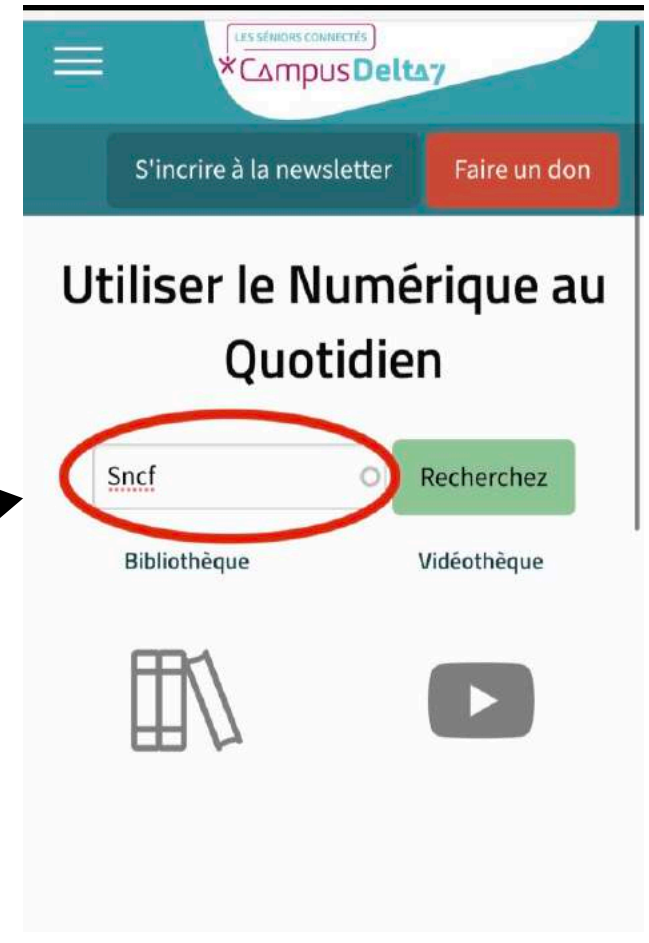 LES SÉNIORS CONNECTÉS
CampusDelta7
S'incrire à la newsletter Faire un don
Utiliser le Numérique au
Quotidien
Sncf Recherchez
Bibliothèque Vidéothèque